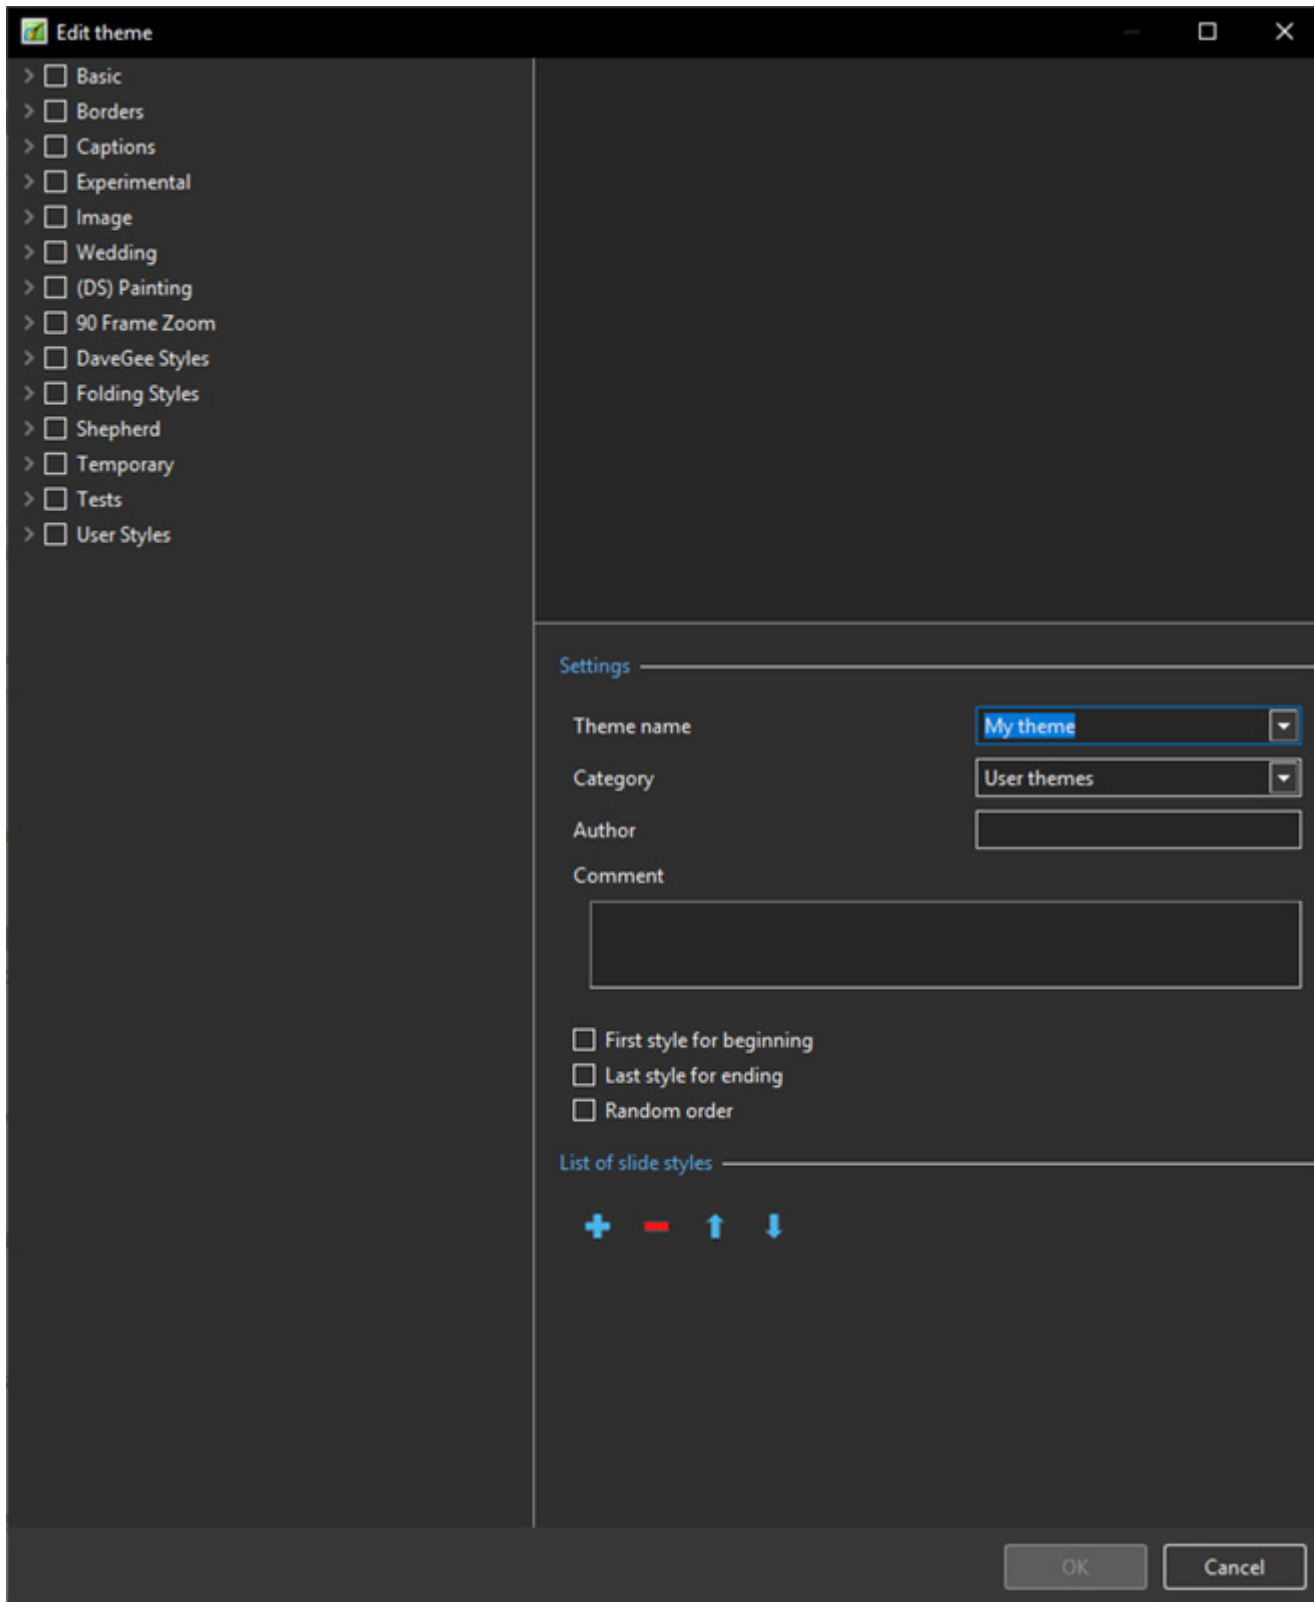 Edit theme
Basic
Borders
Captions
Experimental
Image
Wedding
(DS) Painting
90 Frame Zoom
DaveGee Styles
Folding Styles
Shepherd
Temporary
Tests
User Styles
Settings
Theme name My theme
Category User themes
Author
Comment
First style for beginning
Last style for ending
Random order
List of slide styles
OK Cancel